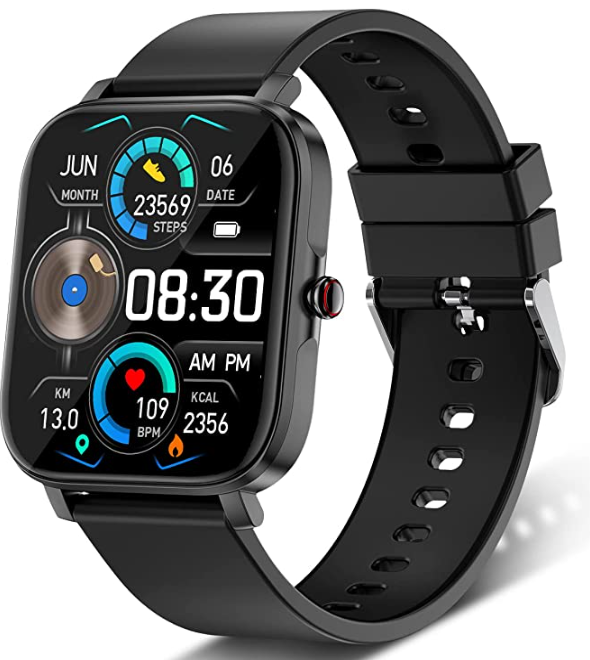 JUN 06
MONTH DATE
23569
STEPS
08:30
AM PM
KM
13.0
109
BPM
KCAL
2356